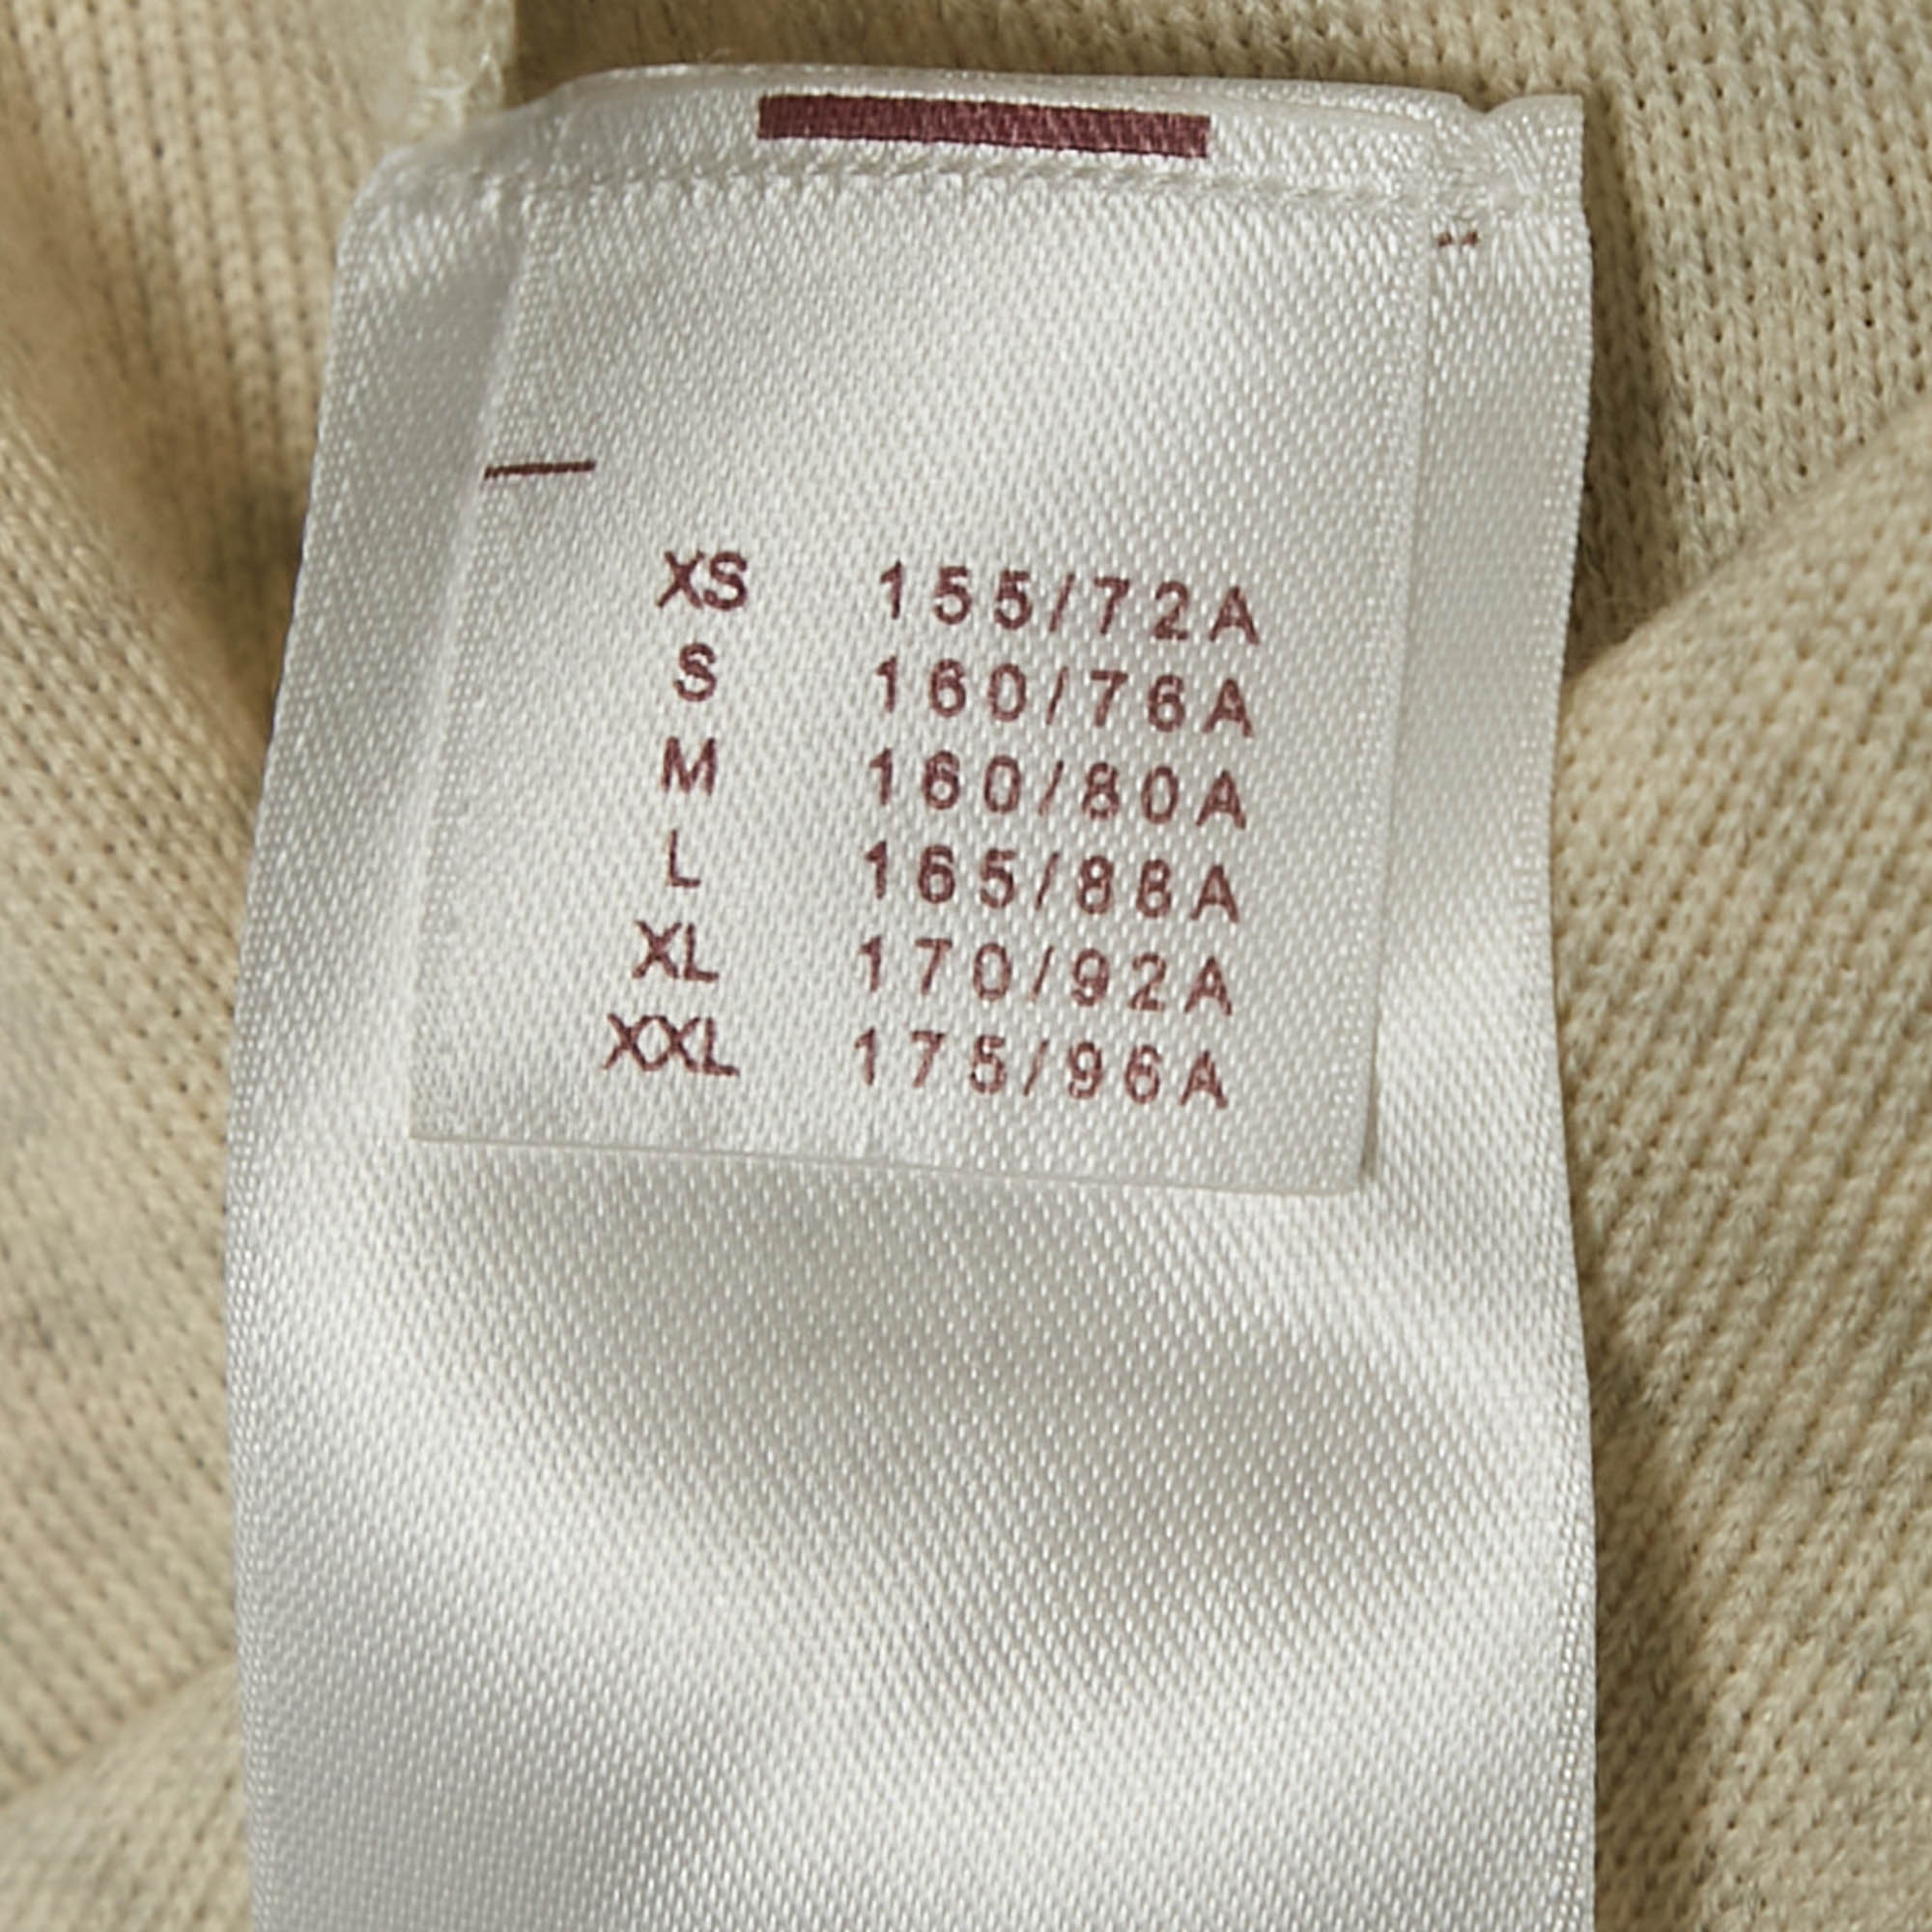 XS 155/72A
S 160/76A
M 160/80A
L 165/88A
XL 170/92A
XXL 175/96A